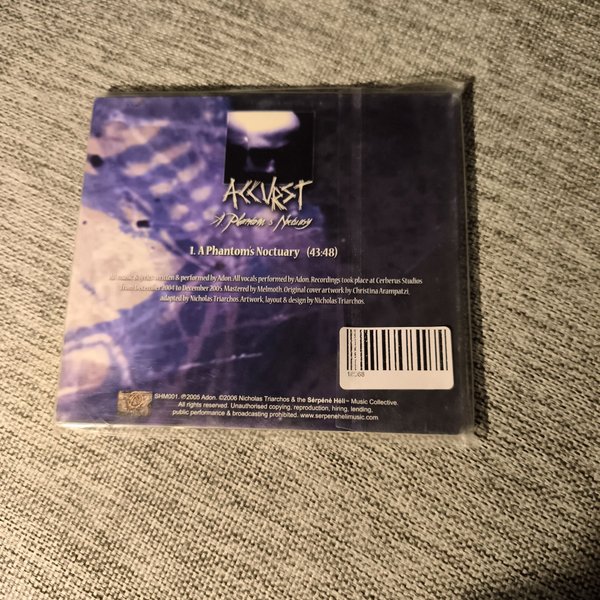 ACCURST
A Phantom's Noctuary
1. A Phantom's Noctuary (43:48)
All music & lyrics written & performed by Adon. All vocals performed by Adon. Recordings took place at Cerberus Studios
from December 2004 to December 2005. Mastered by Melmoth. Original cover artwork by Christina Arampatzi,
adapted by Nicholas Triarchos. Artwork, layout & design by Nicholas Triarchos.
SHM001. ℗2005 Adon. ©2006 Nicholas Triarchos & the Sérpéné Héli™ Music Collective.
All rights reserved. Unauthorised copying, reproduction, hiring, lending,
public performance & broadcasting prohibited. www.serpenehelimusic.com